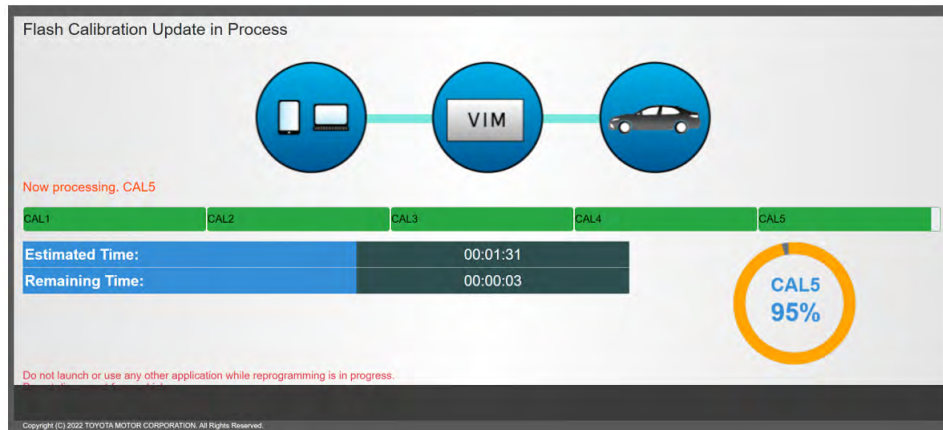 Flash Calibration Update in Process
VIM
Now processing. CAL5
CAL1 CAL2 CAL3 CAL4 CAL5
Estimated Time: 00:01:31
Remaining Time: 00:00:03
CAL5
95%
Do not launch or use any other application while reprogramming is in progress.
Copyright (C) 2022 TOYOTA MOTOR CORPORATION. All Rights Reserved.